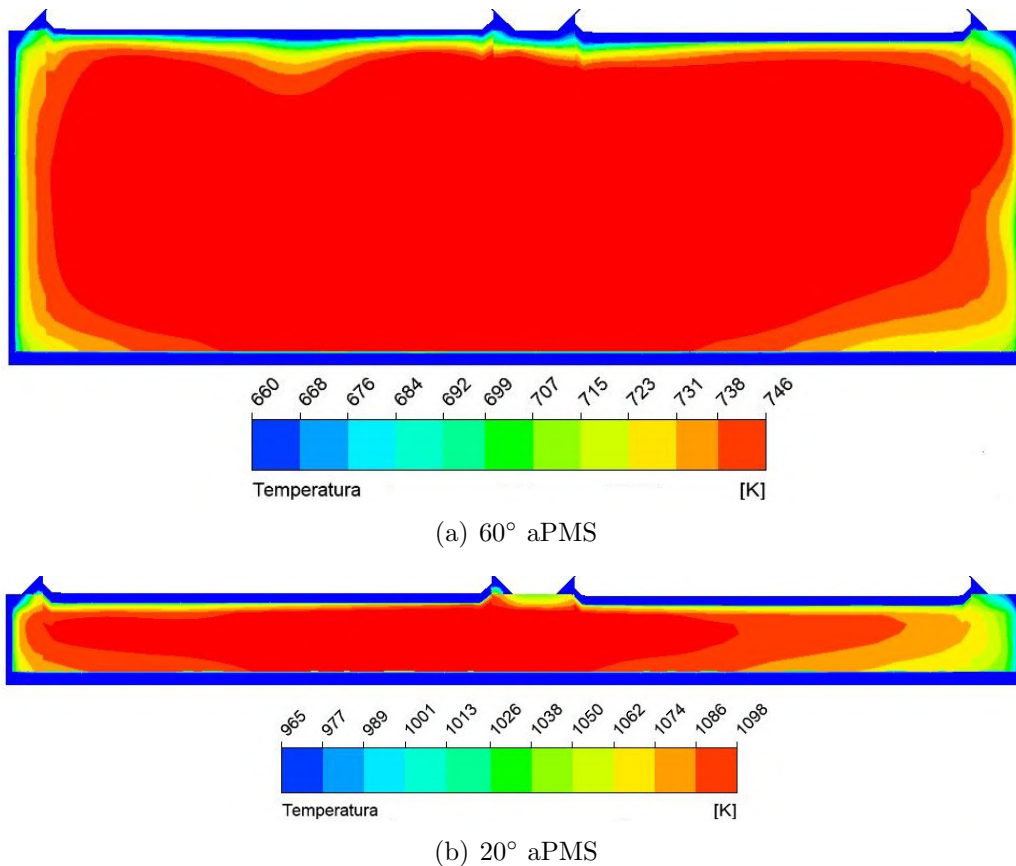 660 668 676 684 692 699 707 715 723 731 738 746
Temperatura [K]
(a) 60° aPMS
965 977 989 1001 1013 1026 1038 1050 1062 1074 1086 1098
Temperatura [K]
(b) 20° aPMS